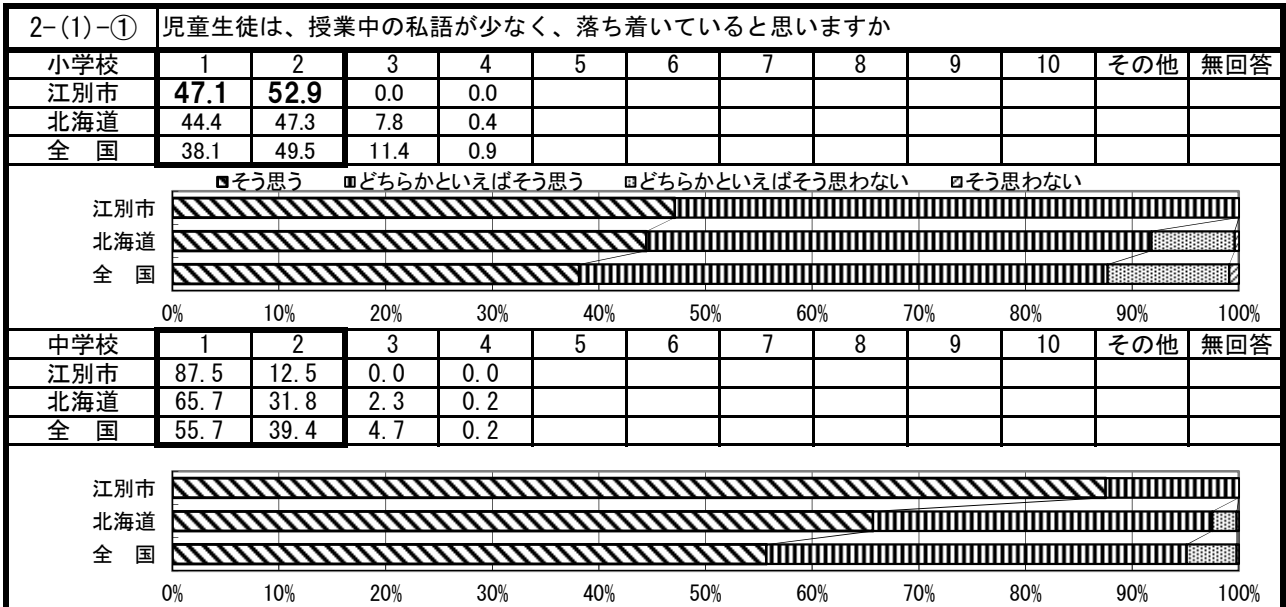 2-(1)-① 児童生徒は、授業中の私語が少なく、落ち着いていると思いますか
小学校 1 2 3 4 5 6 7 8 9 10 その他 無回答
江別市 47.1 52.9 0.0 0.0
北海道 44.4 47.3 7.8 0.4
全　国 38.1 49.5 11.4 0.9
そう思う どちらかといえばそう思う どちらかといえばそう思わない そう思わない
江別市
北海道
全　国
0% 10% 20% 30% 40% 50% 60% 70% 80% 90% 100%
中学校 1 2 3 4 5 6 7 8 9 10 その他 無回答
江別市 87.5 12.5 0.0 0.0
北海道 65.7 31.8 2.3 0.2
全　国 55.7 39.4 4.7 0.2
江別市
北海道
全　国
0% 10% 20% 30% 40% 50% 60% 70% 80% 90% 100%